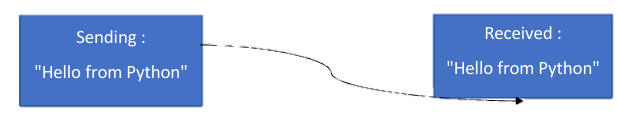 Sending :
"Hello from Python"
Received :
"Hello from Python"